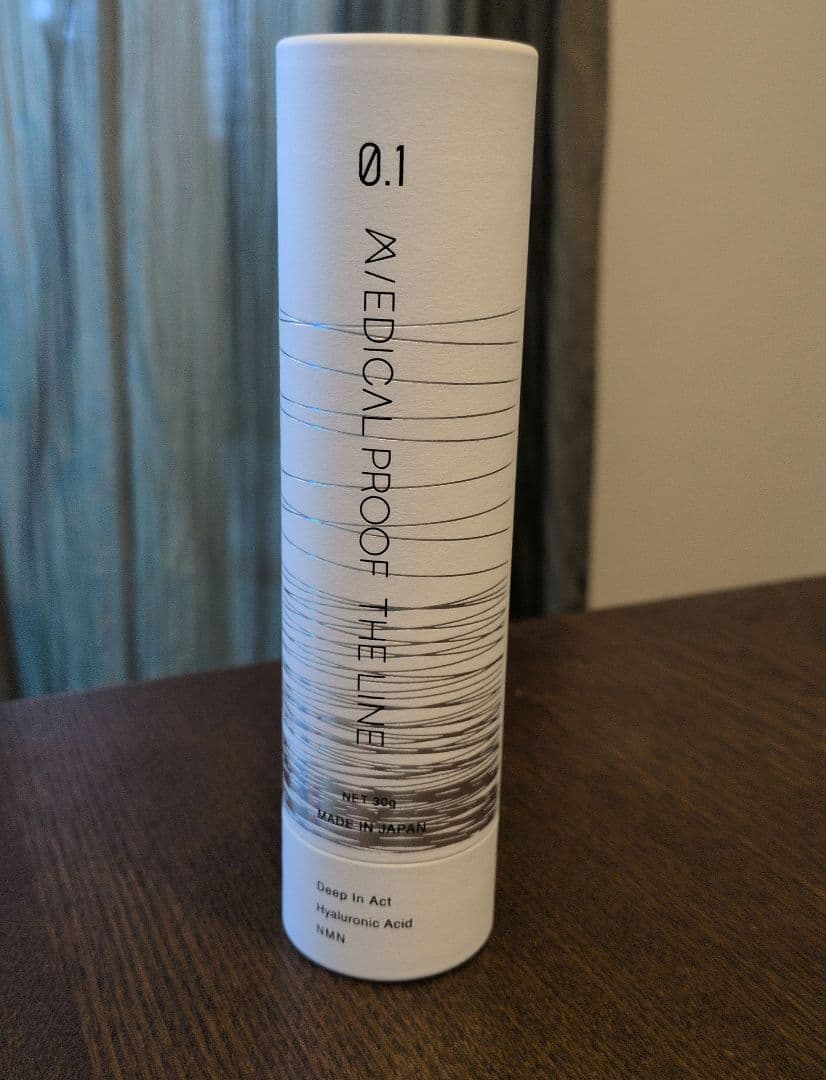 0.1
MEDICAL PROOF THE LINE
NET 30g
MADE IN JAPAN
Deep In Act
Hyaluronic Acid
NMN